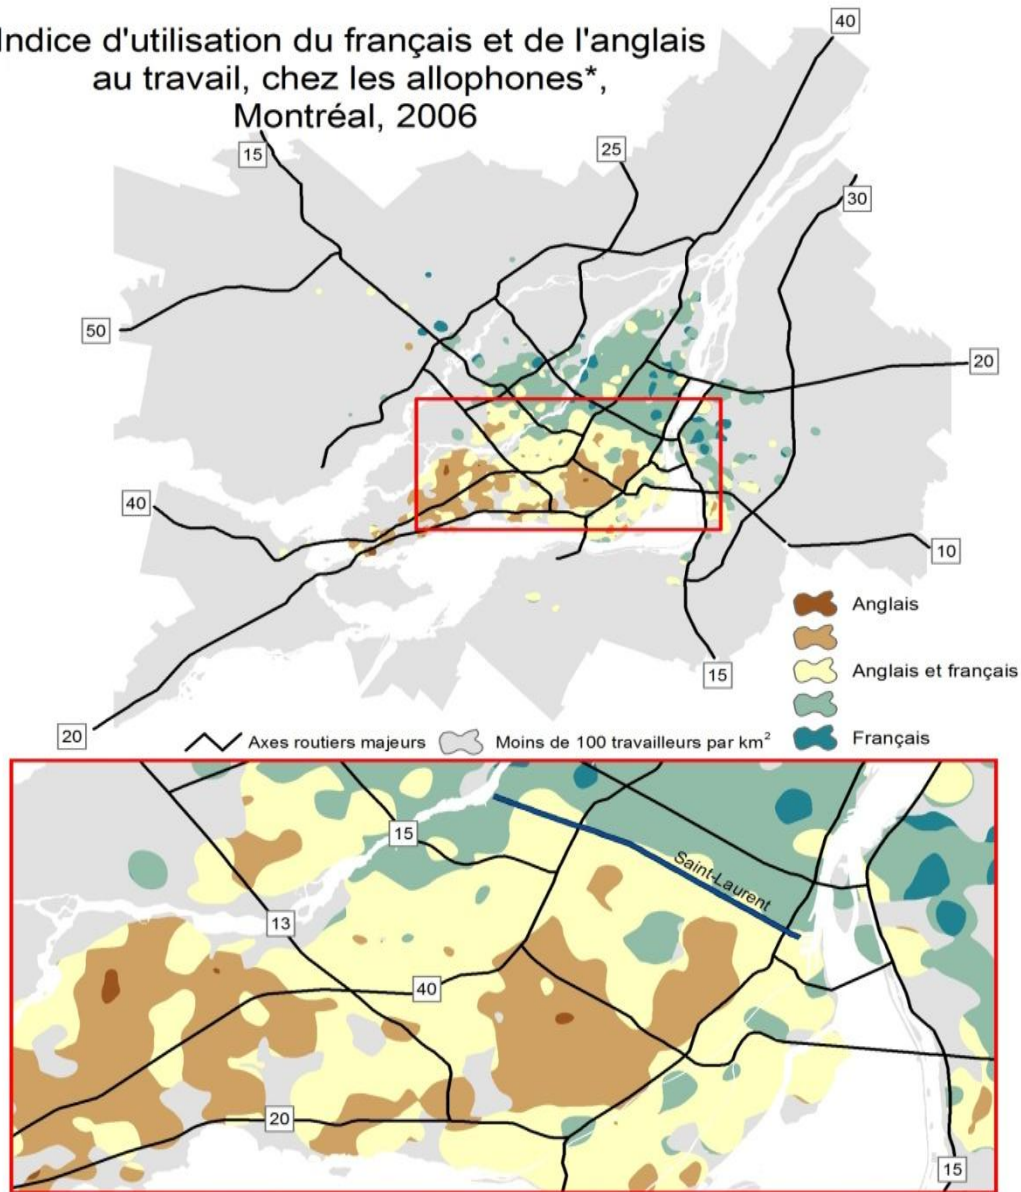 Indice d'utilisation du français et de l'anglais
au travail, chez les allophones*,
Montréal, 2006
40
15
25
30
50
20
40
10
15
20
Anglais
Anglais et français
Français
Axes routiers majeurs
Moins de 100 travailleurs par km²
15
Saint-Laurent
13
40
20
15